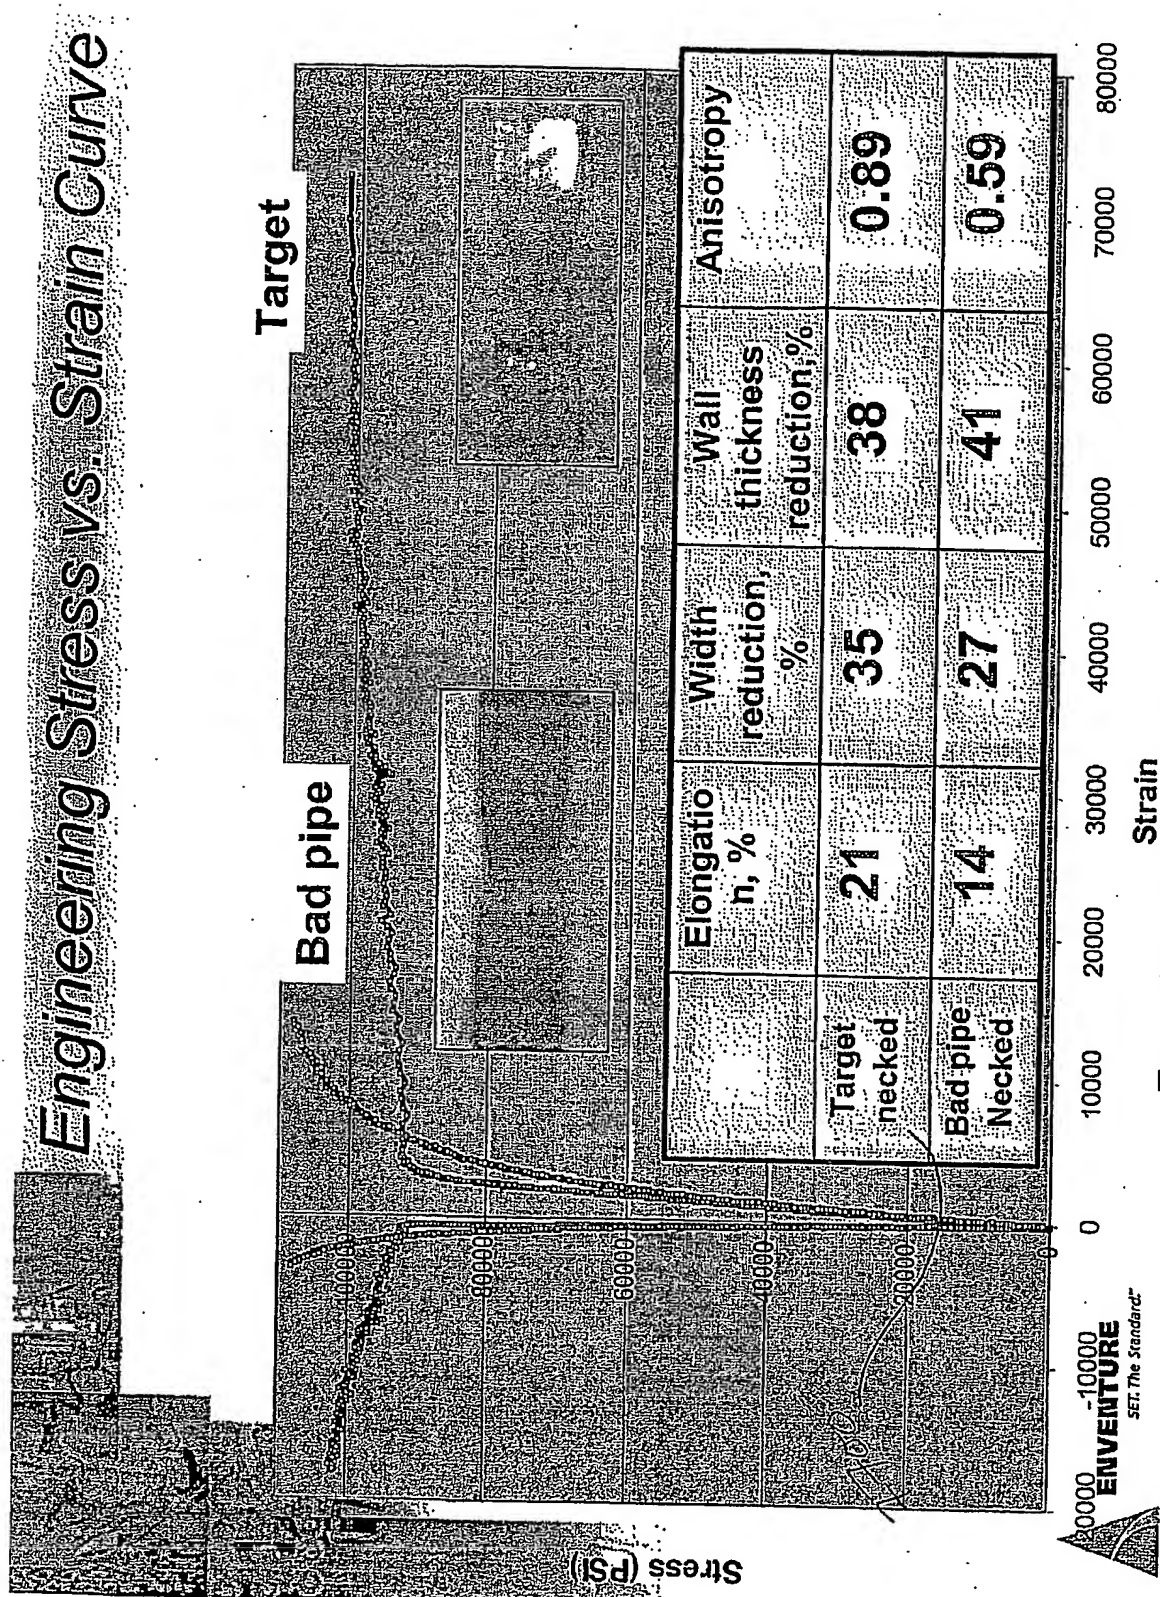 Engineering Stress vs. Strain Curve
Target
Bad pipe
Stress (PSI)
80000
60000
40000
0
Elongatio
n, %
Width
reduction,
%
Wall
thickness
reduction,%
Anisotropy
Target
necked
21
35
38
0.89
Bad pipe
Necked
14
27
41
0.59
-10000
0
10000
20000
30000
40000
50000
60000
70000
80000
Strain
ENVENTURE
SET. The Standard.™